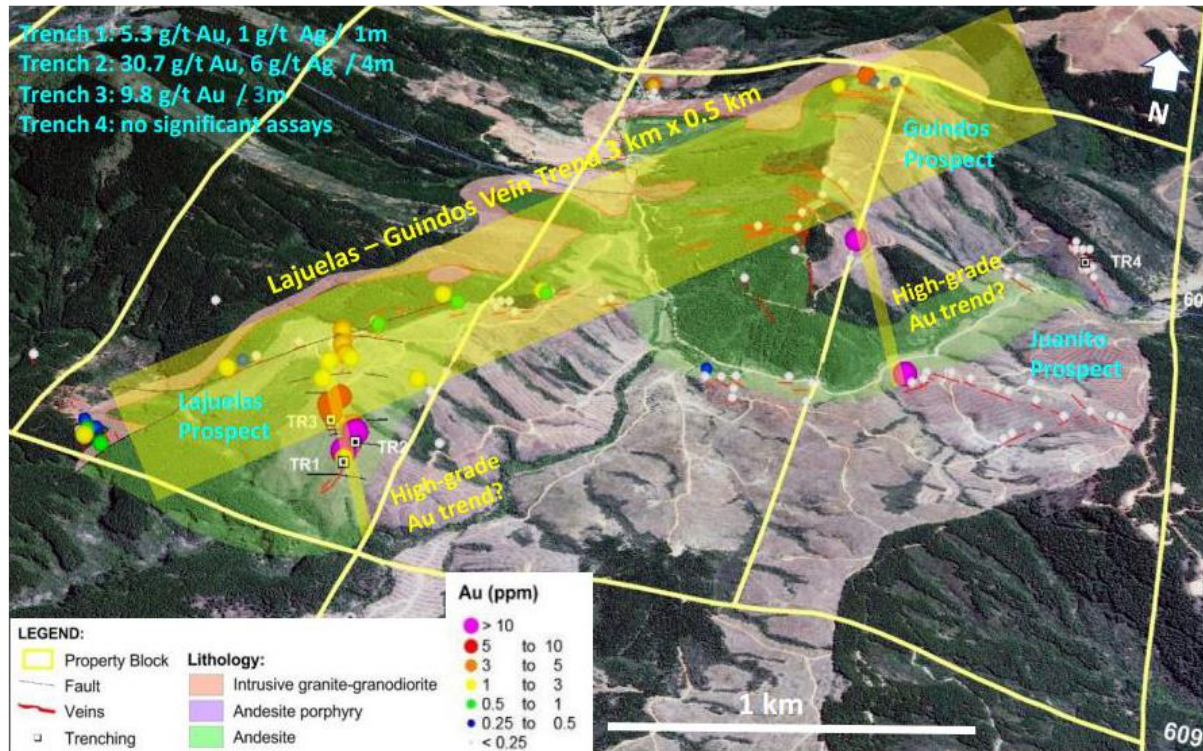 Trench 1: 5.3 g/t Au, 1 g/t Ag / 1m
Trench 2: 30.7 g/t Au, 6 g/t Ag / 4m
Trench 3: 9.8 g/t Au / 3m
Trench 4: no significant assays
N
Guindos
Prospect
Lajuelas – Guindos Vein Trend 3 km x 0.5 km
TR4
High-grade
Au trend?
Juanito
Prospect
Lajuelas
Prospect
TR3
TR2
TR1
High-grade
Au trend?
LEGEND:
Property Block
Fault
Veins
Trenching
Lithology:
Intrusive granite-granodiorite
Andesite porphyry
Andesite
Au (ppm)
> 10
5 to 10
3 to 5
1 to 3
0.5 to 1
0.25 to 0.5
< 0.25
1 km
609